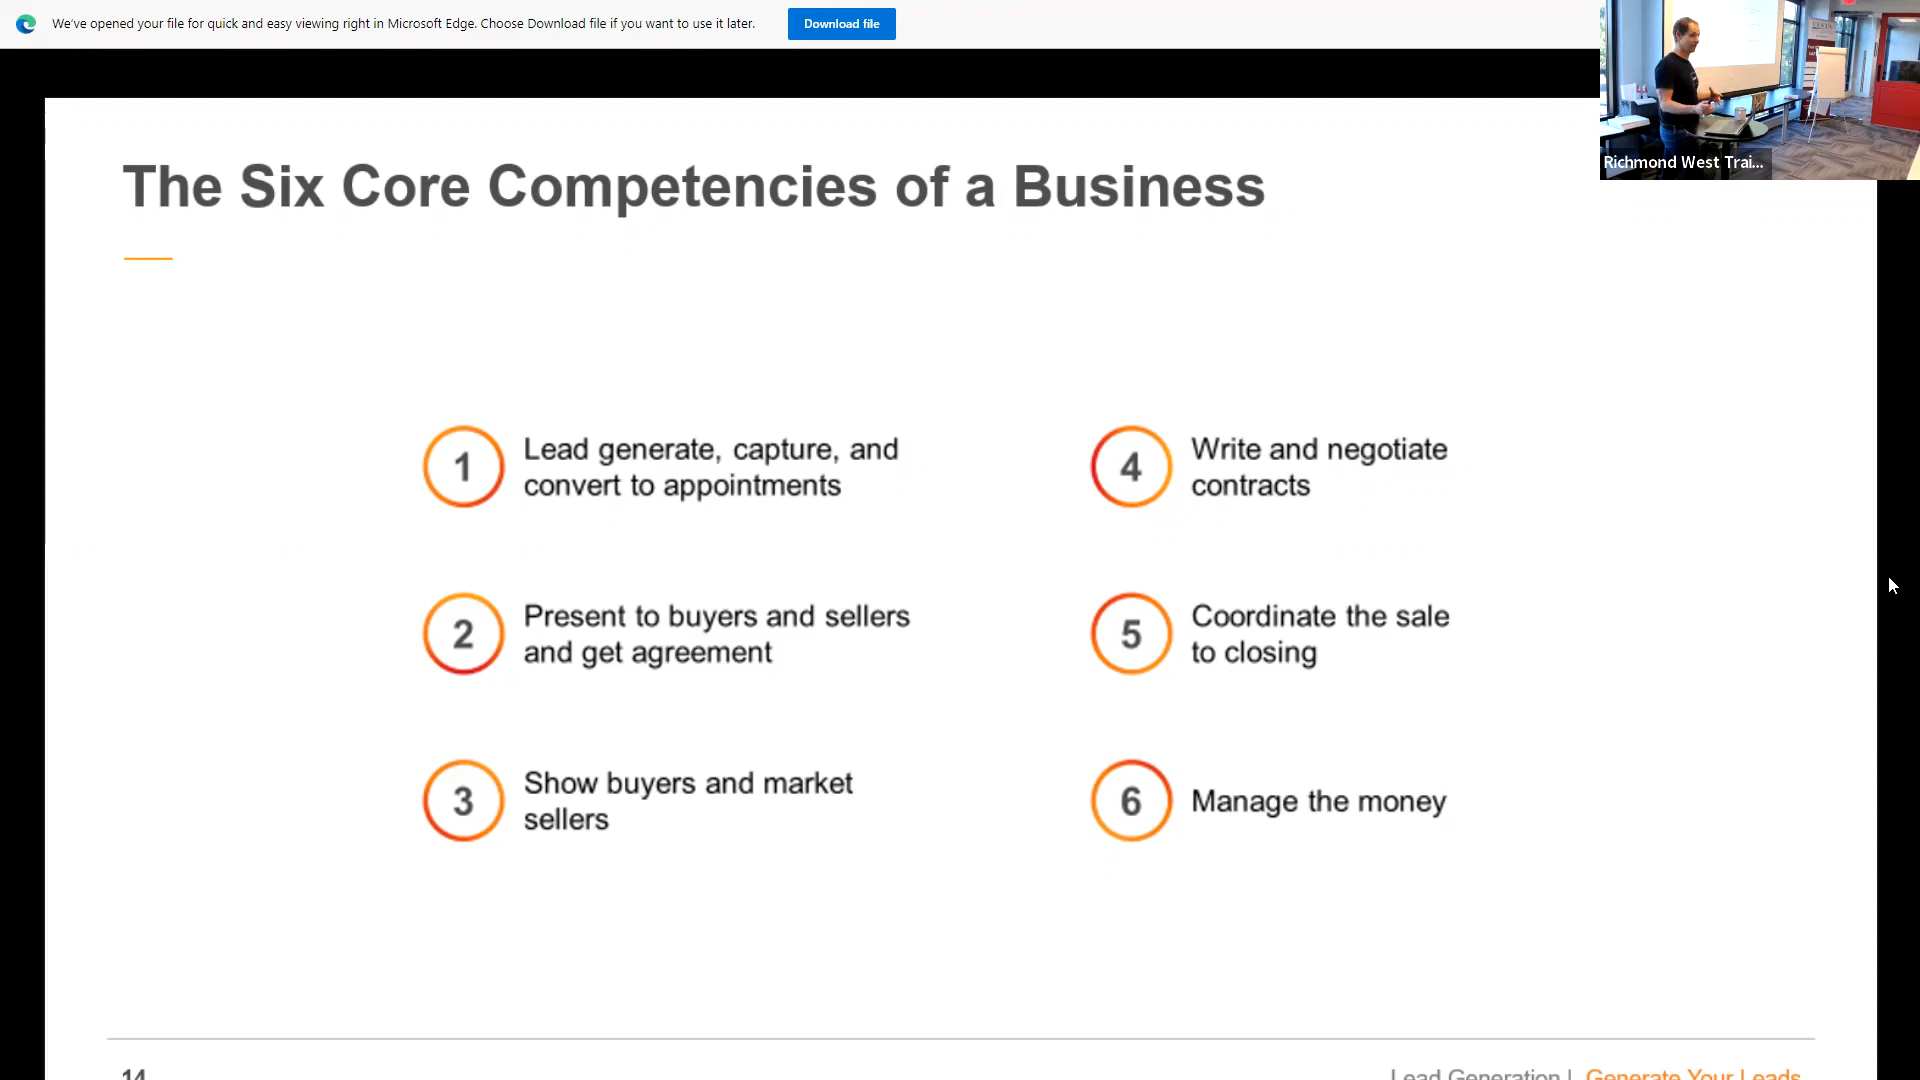 We've opened your file for quick and easy viewing right in Microsoft Edge. Choose Download file if you want to use it later.
Download file
Richmond West Trai...
The Six Core Competencies of a Business
1
Lead generate, capture, and
convert to appointments
2
Present to buyers and sellers
and get agreement
3
Show buyers and market
sellers
4
Write and negotiate
contracts
5
Coordinate the sale
to closing
6
Manage the money
14
Lead Generation | Generate Your Leads